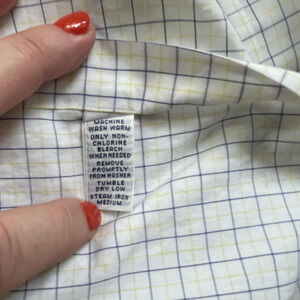 MACHINE
WASH WARM
ONLY NON-
CHLORINE
BLEACH
WHEN NEEDED
REMOVE
PROMPTLY
FROM WASHER
TUMBLE
DRY LOW
STEAM IRON
MEDIUM